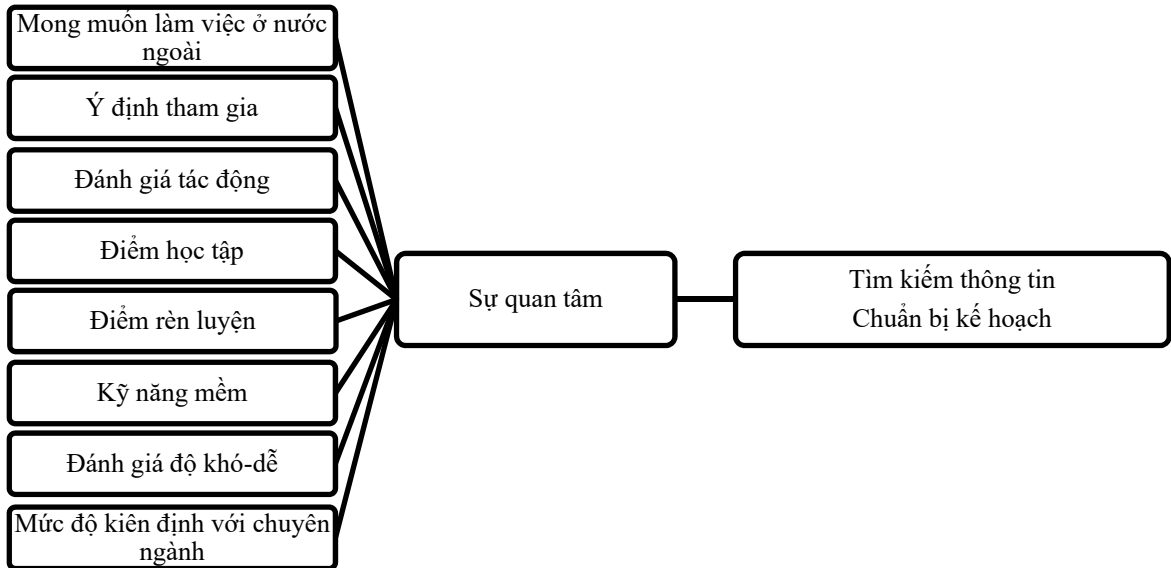 Mong muốn làm việc ở nước
ngoài
Ý định tham gia
Đánh giá tác động
Điểm học tập
Điểm rèn luyện
Kỹ năng mềm
Đánh giá độ khó-dễ
Mức độ kiên định với chuyên
ngành
Sự quan tâm
Tìm kiếm thông tin
Chuẩn bị kế hoạch